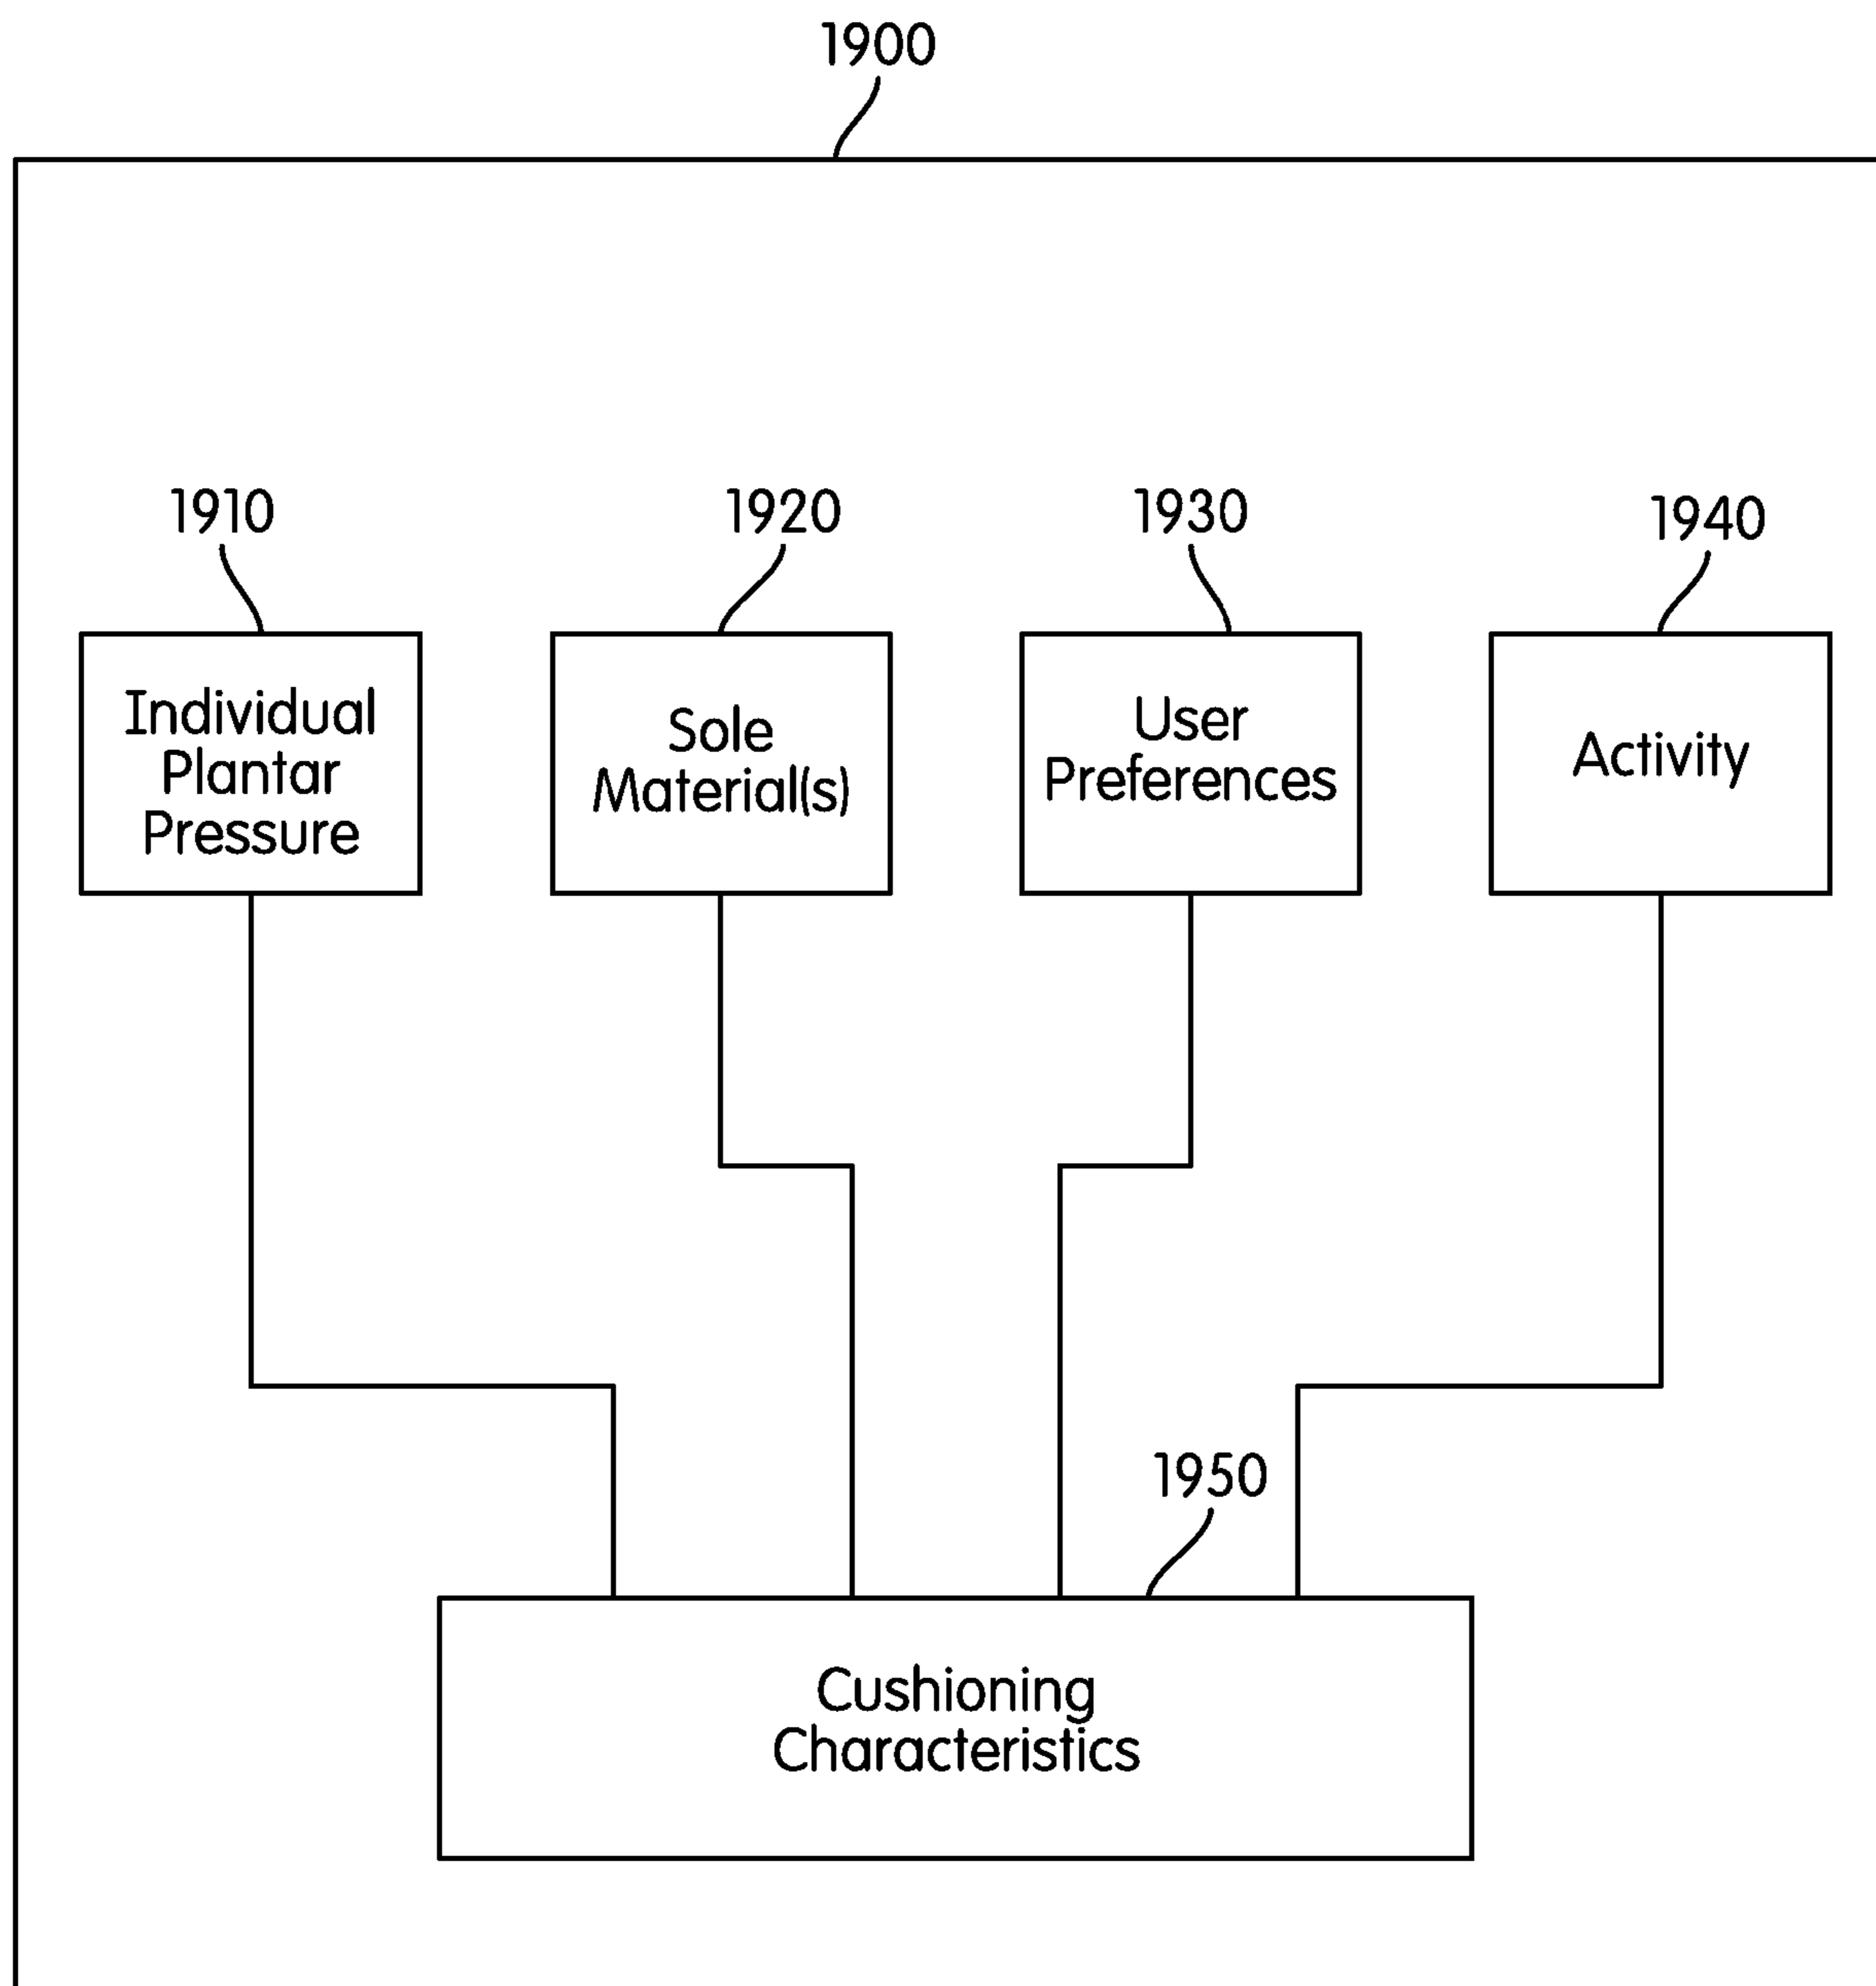 1900
1910
1920
1930
1940
Individual
Plantar
Pressure
Sole
Material(s)
User
Preferences
Activity
1950
Cushioning
Characteristics